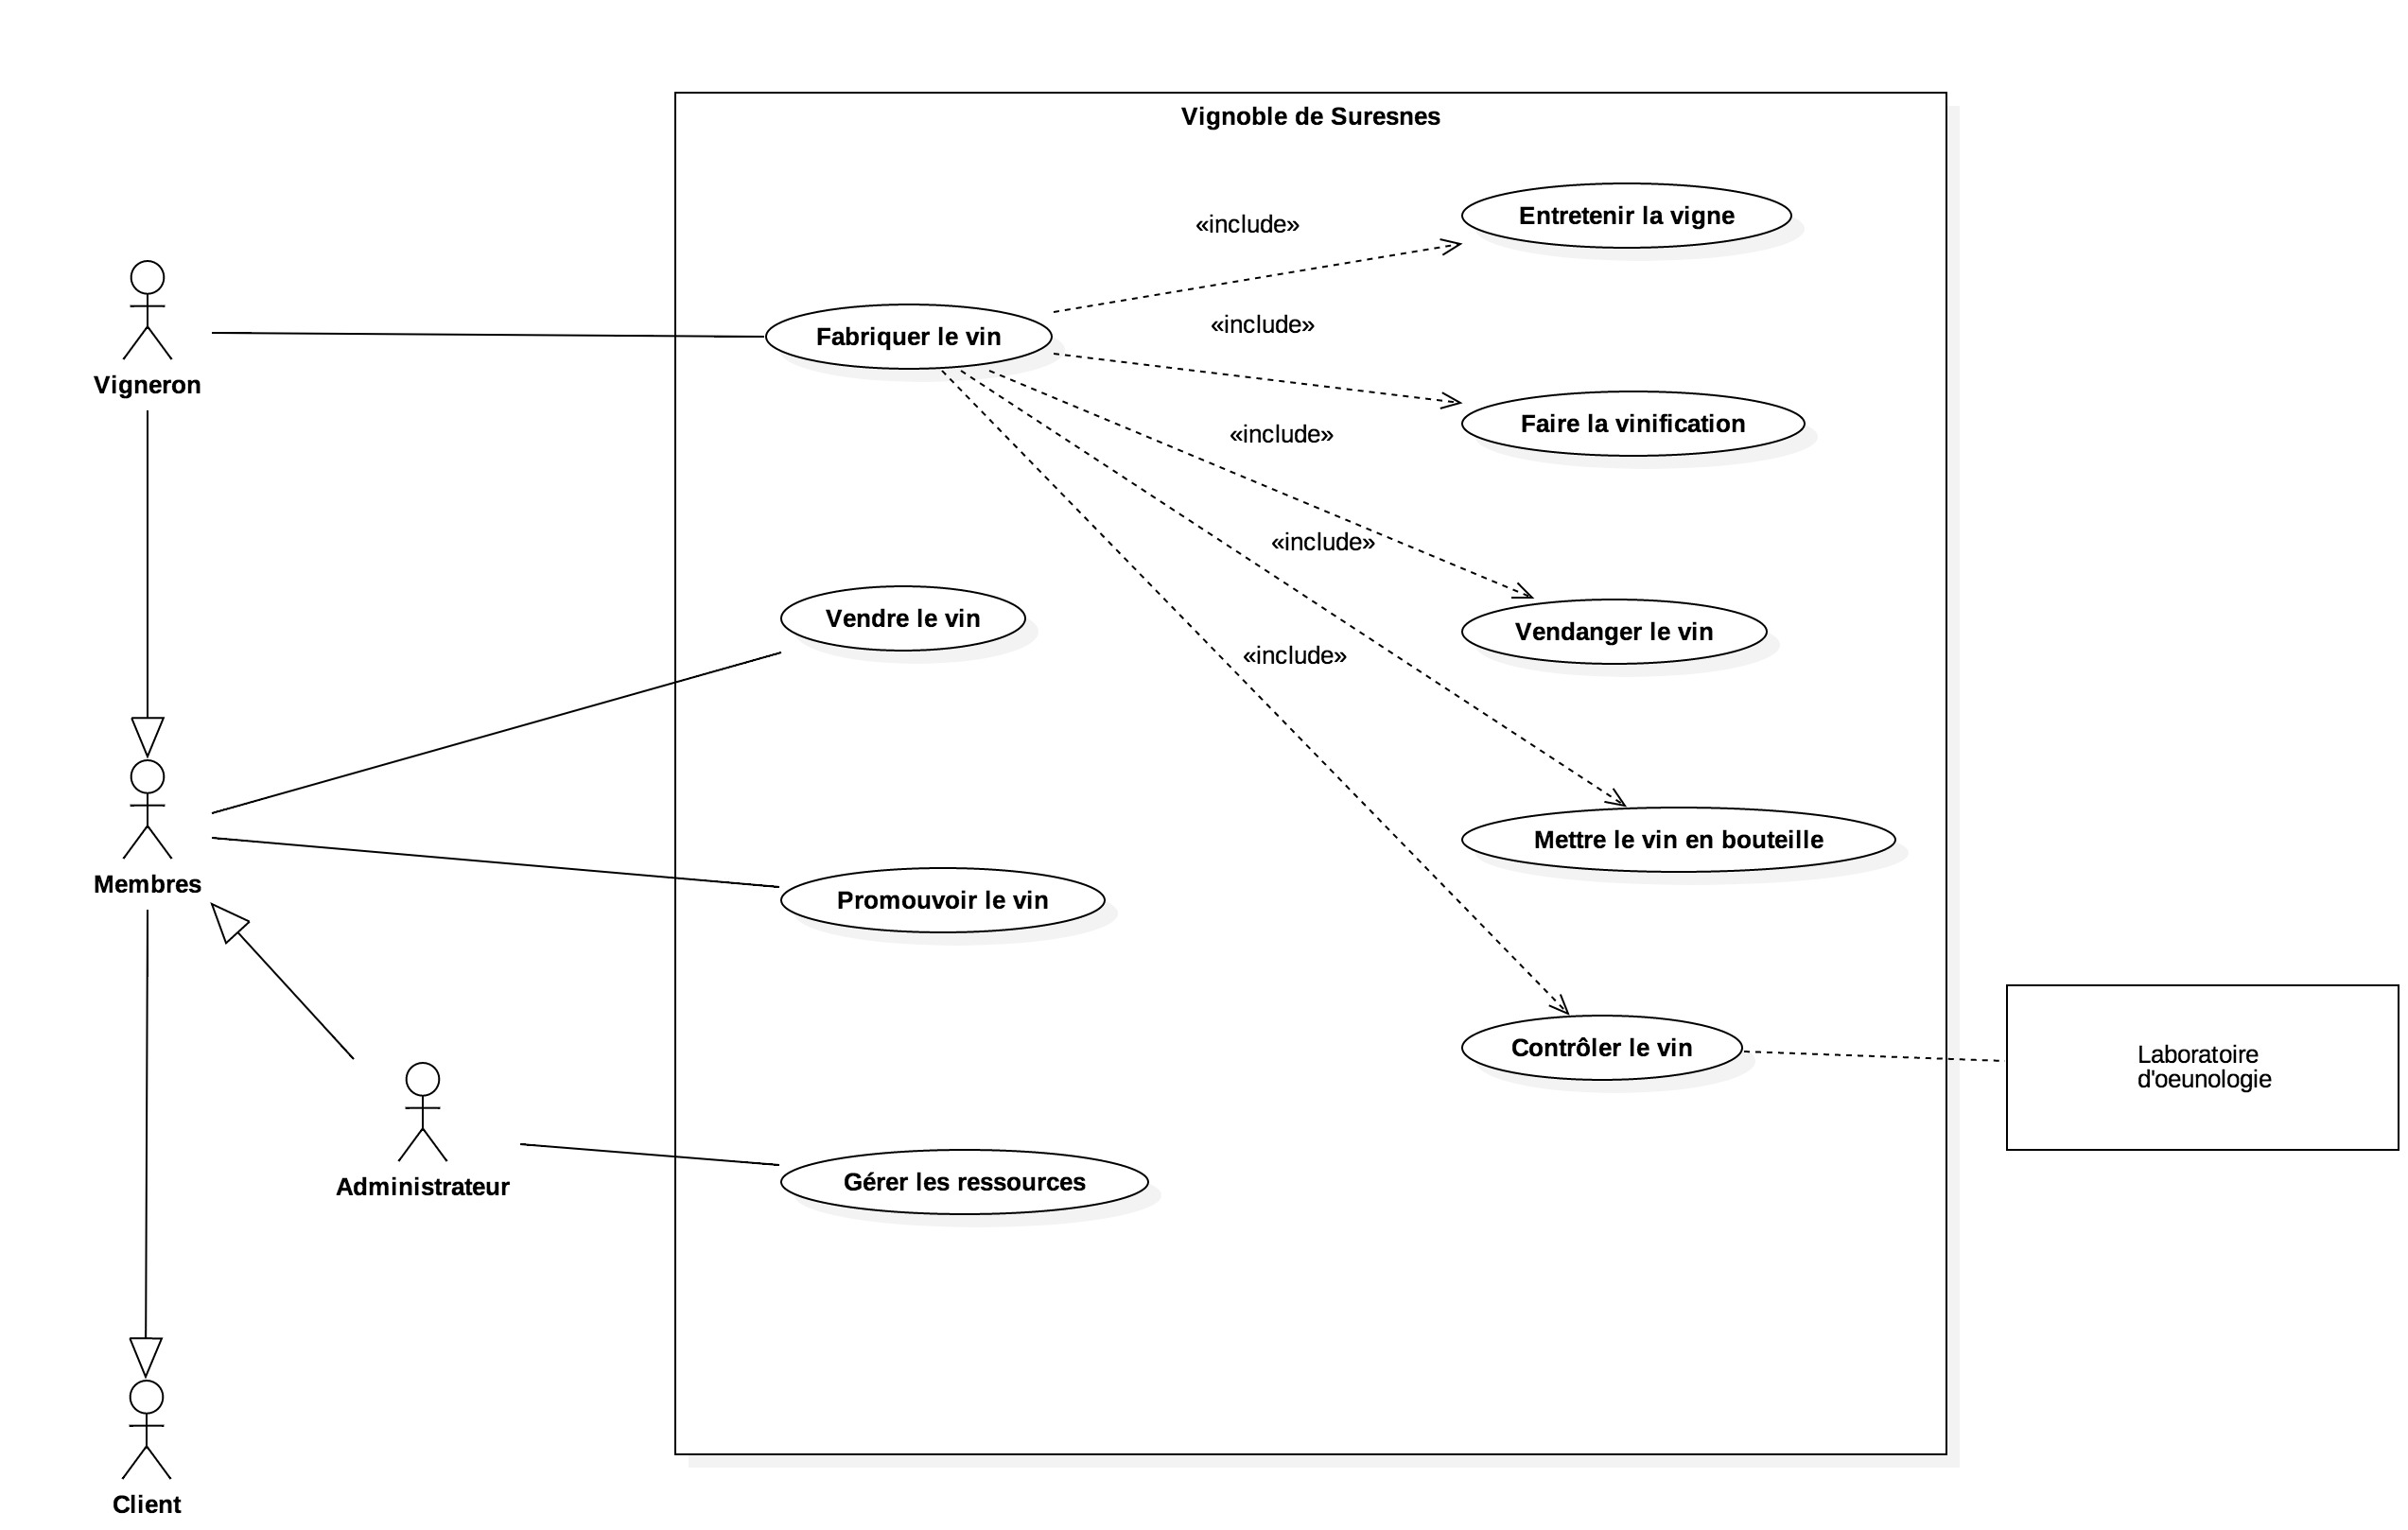 Vignoble de Suresnes
«include»
Entretenir la vigne
«include»
Fabriquer le vin
Vigneron
Faire la vinification
«include»
«include»
Vendre le vin
Vendanger le vin
«include»
Mettre le vin en bouteille
Membres
Promouvoir le vin
Contrôler le vin
Laboratoire
d'oeunologie
Administrateur
Gérer les ressources
Client